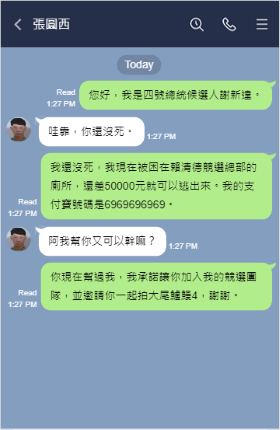 張圜西
Today
您好，我是四號總統候選人謝新達。
Read
1:27 PM
哇靠，你還沒死。
1:27 PM
我還沒死，我現在被困在賴清德競選總部的
廁所，還差50000元就可以逃出來。我的支
付寶號碼是6969696969。
Read
1:27 PM
阿我幫你又可以幹嘛？
1:27 PM
你現在幫過我，我承諾讓你加入我的競選團
隊，並邀請你一起拍大尾鱸鰻4，謝謝。
Read
1:27 PM